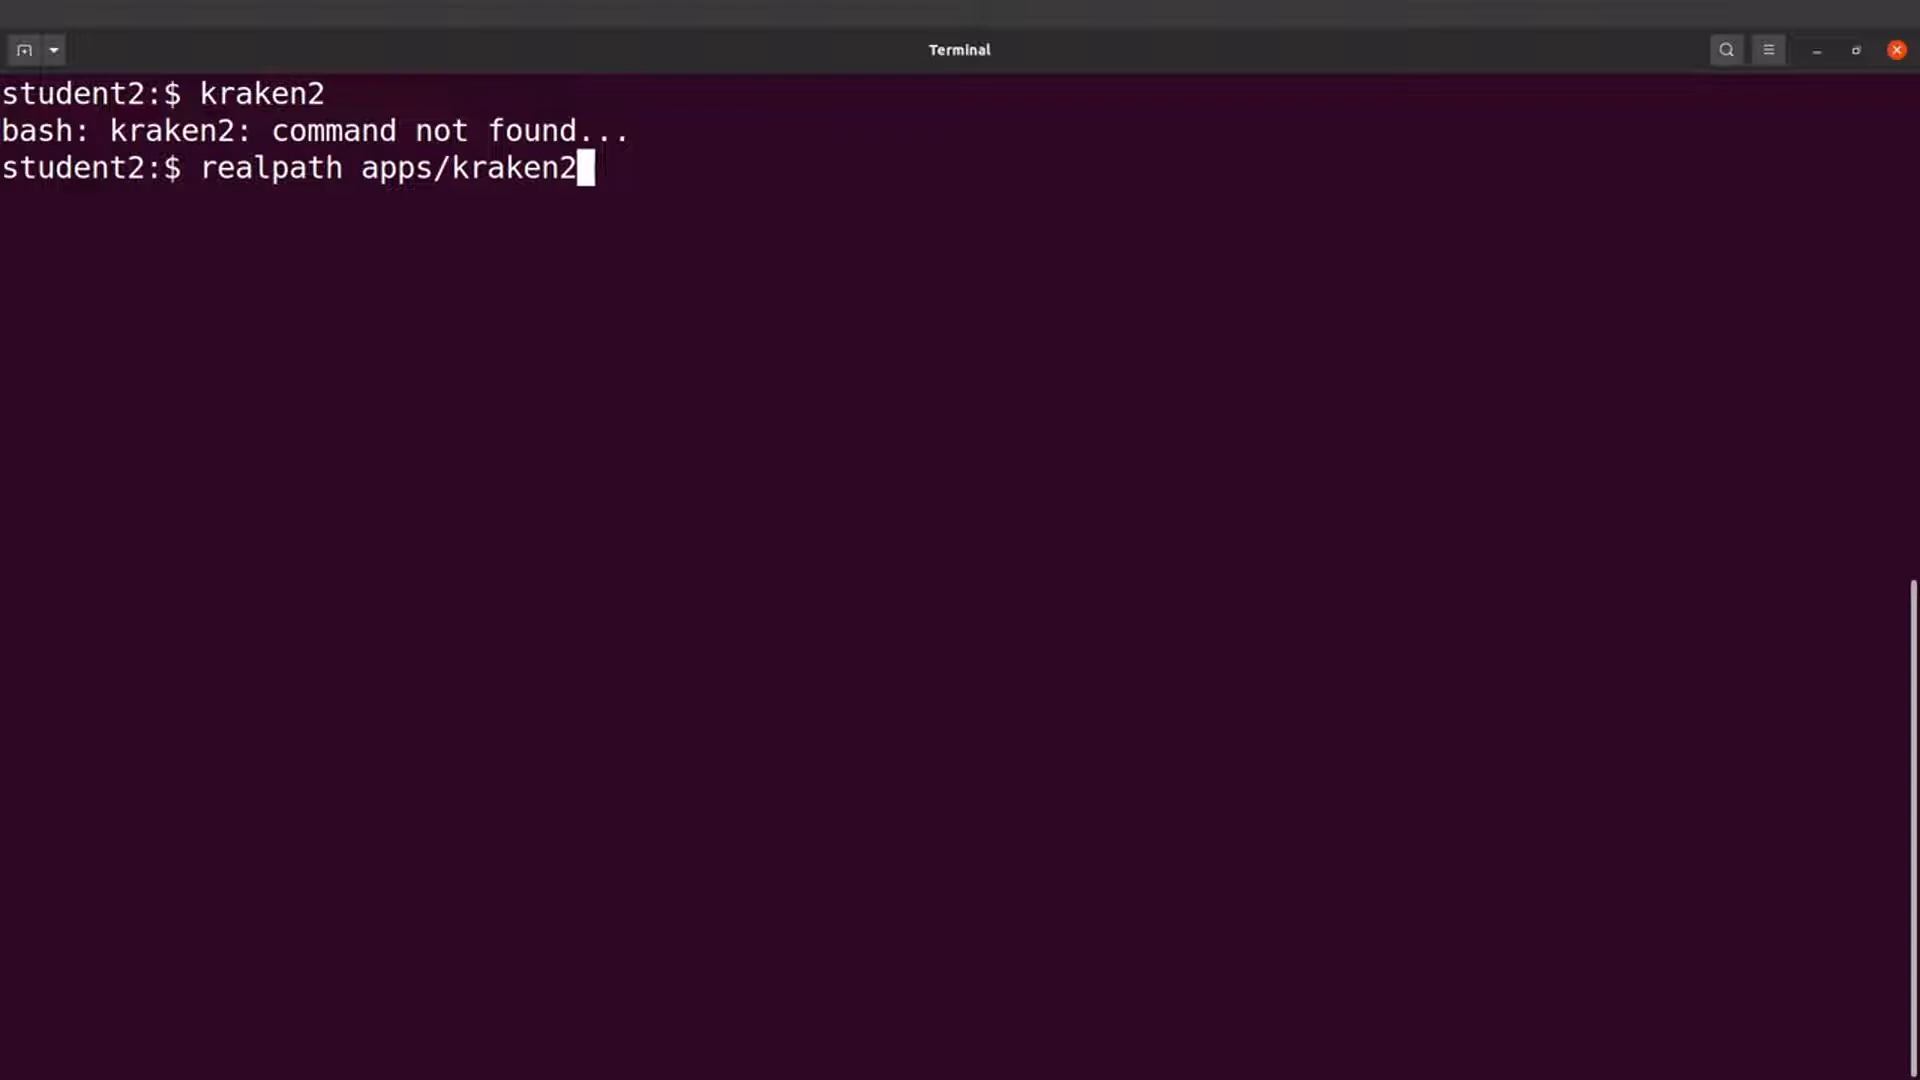 Terminal
student2:$ kraken2
bash: kraken2: command not found...
student2:$ realpath apps/kraken2